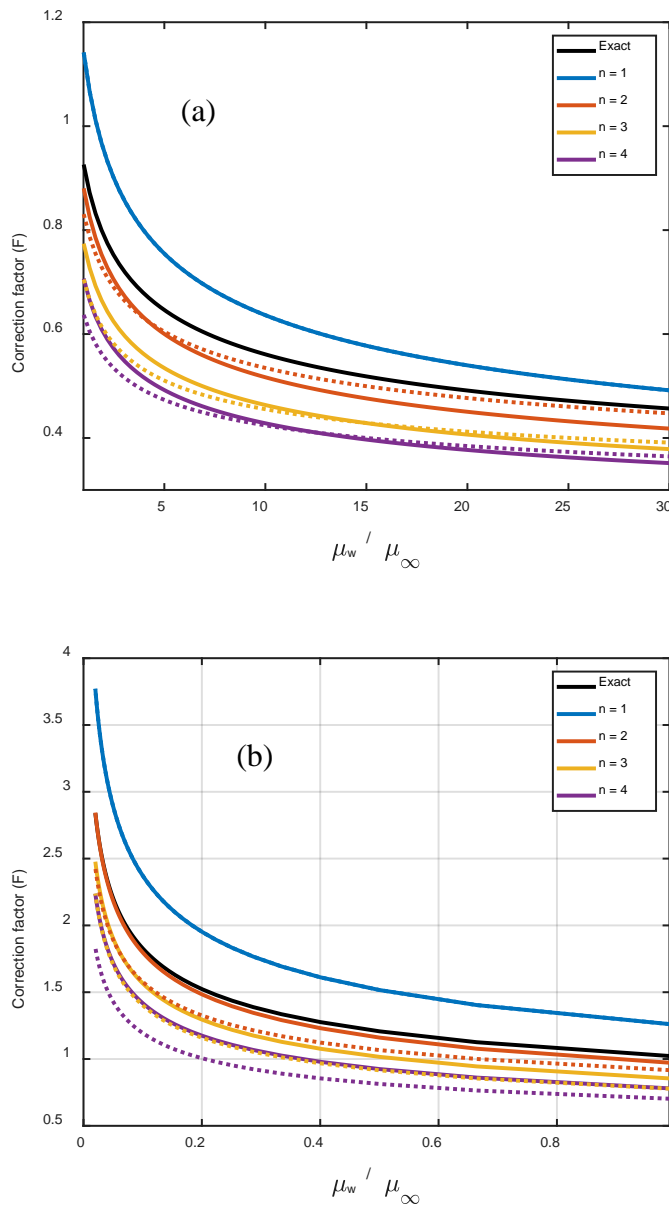 1.2
1
0.8
0.6
0.4
Correction factor (F)
(a)
Exact
n = 1
n = 2
n = 3
n = 4
5 10 15 20 25 30
μw / μ∞
4
3.5
3
2.5
2
1.5
1
0.5
Correction factor (F)
(b)
Exact
n = 1
n = 2
n = 3
n = 4
0 0.2 0.4 0.6 0.8
μw / μ∞